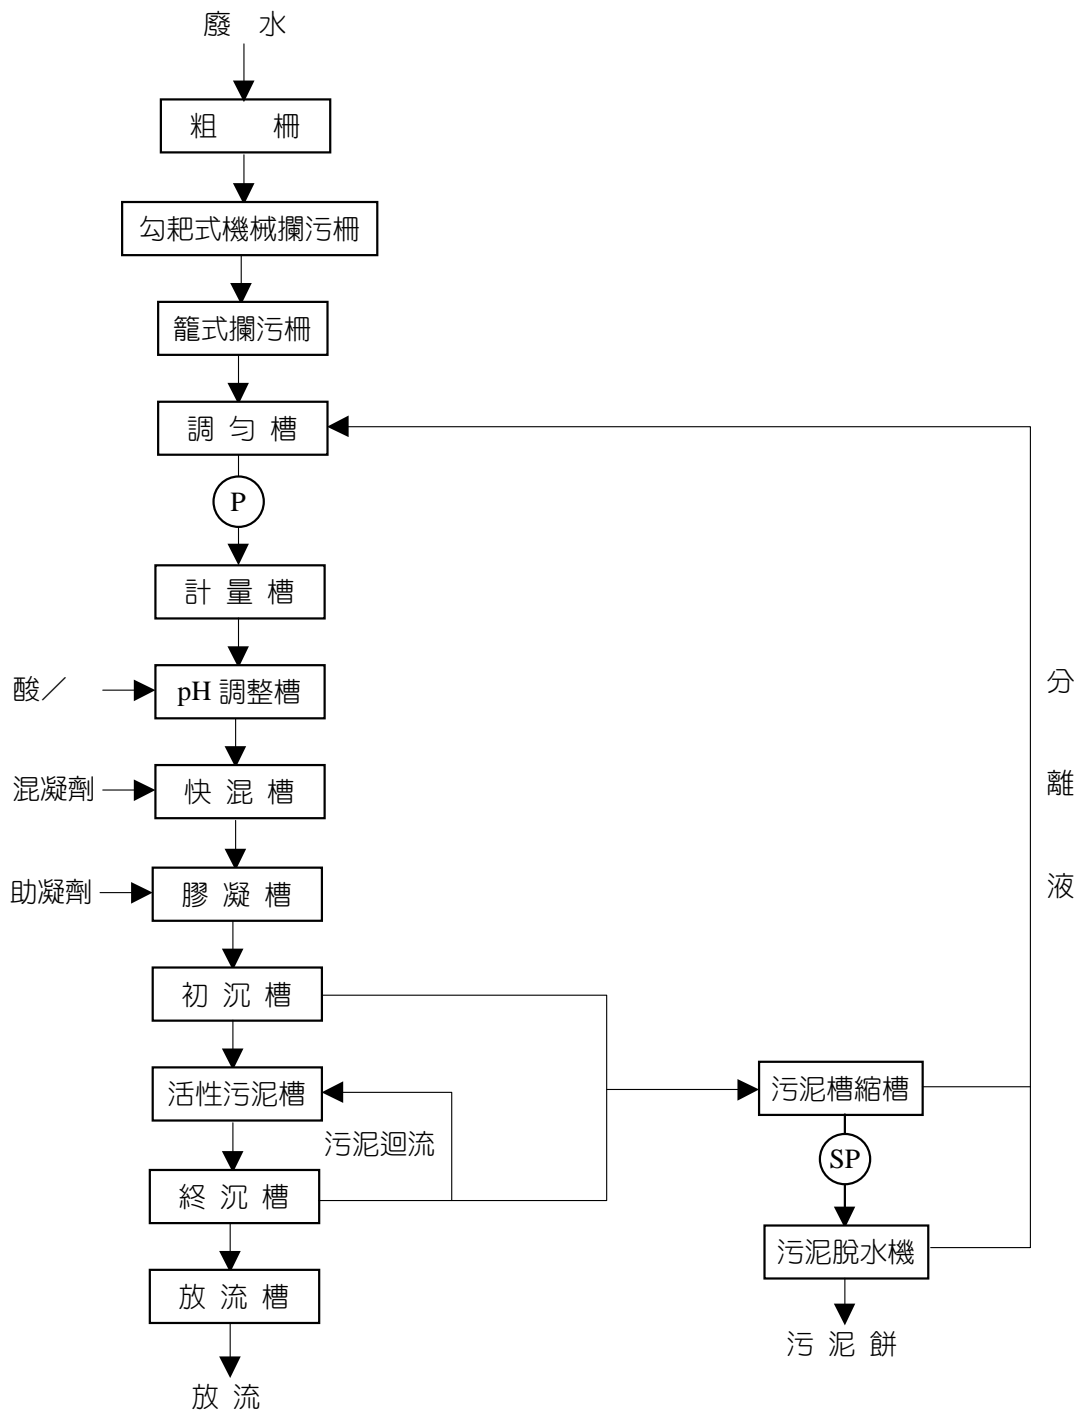 廢 水
粗 柵
勾耙式機械攔污柵
籠式攔污柵
調勻槽
P
計量槽
酸／
pH 調整槽
混凝劑
快混槽
助凝劑
膠凝槽
初沉槽
活性污泥槽
污泥迴流
終沉槽
放流槽
放流
分離液
污泥槽縮槽
SP
污泥脫水機
污泥餅